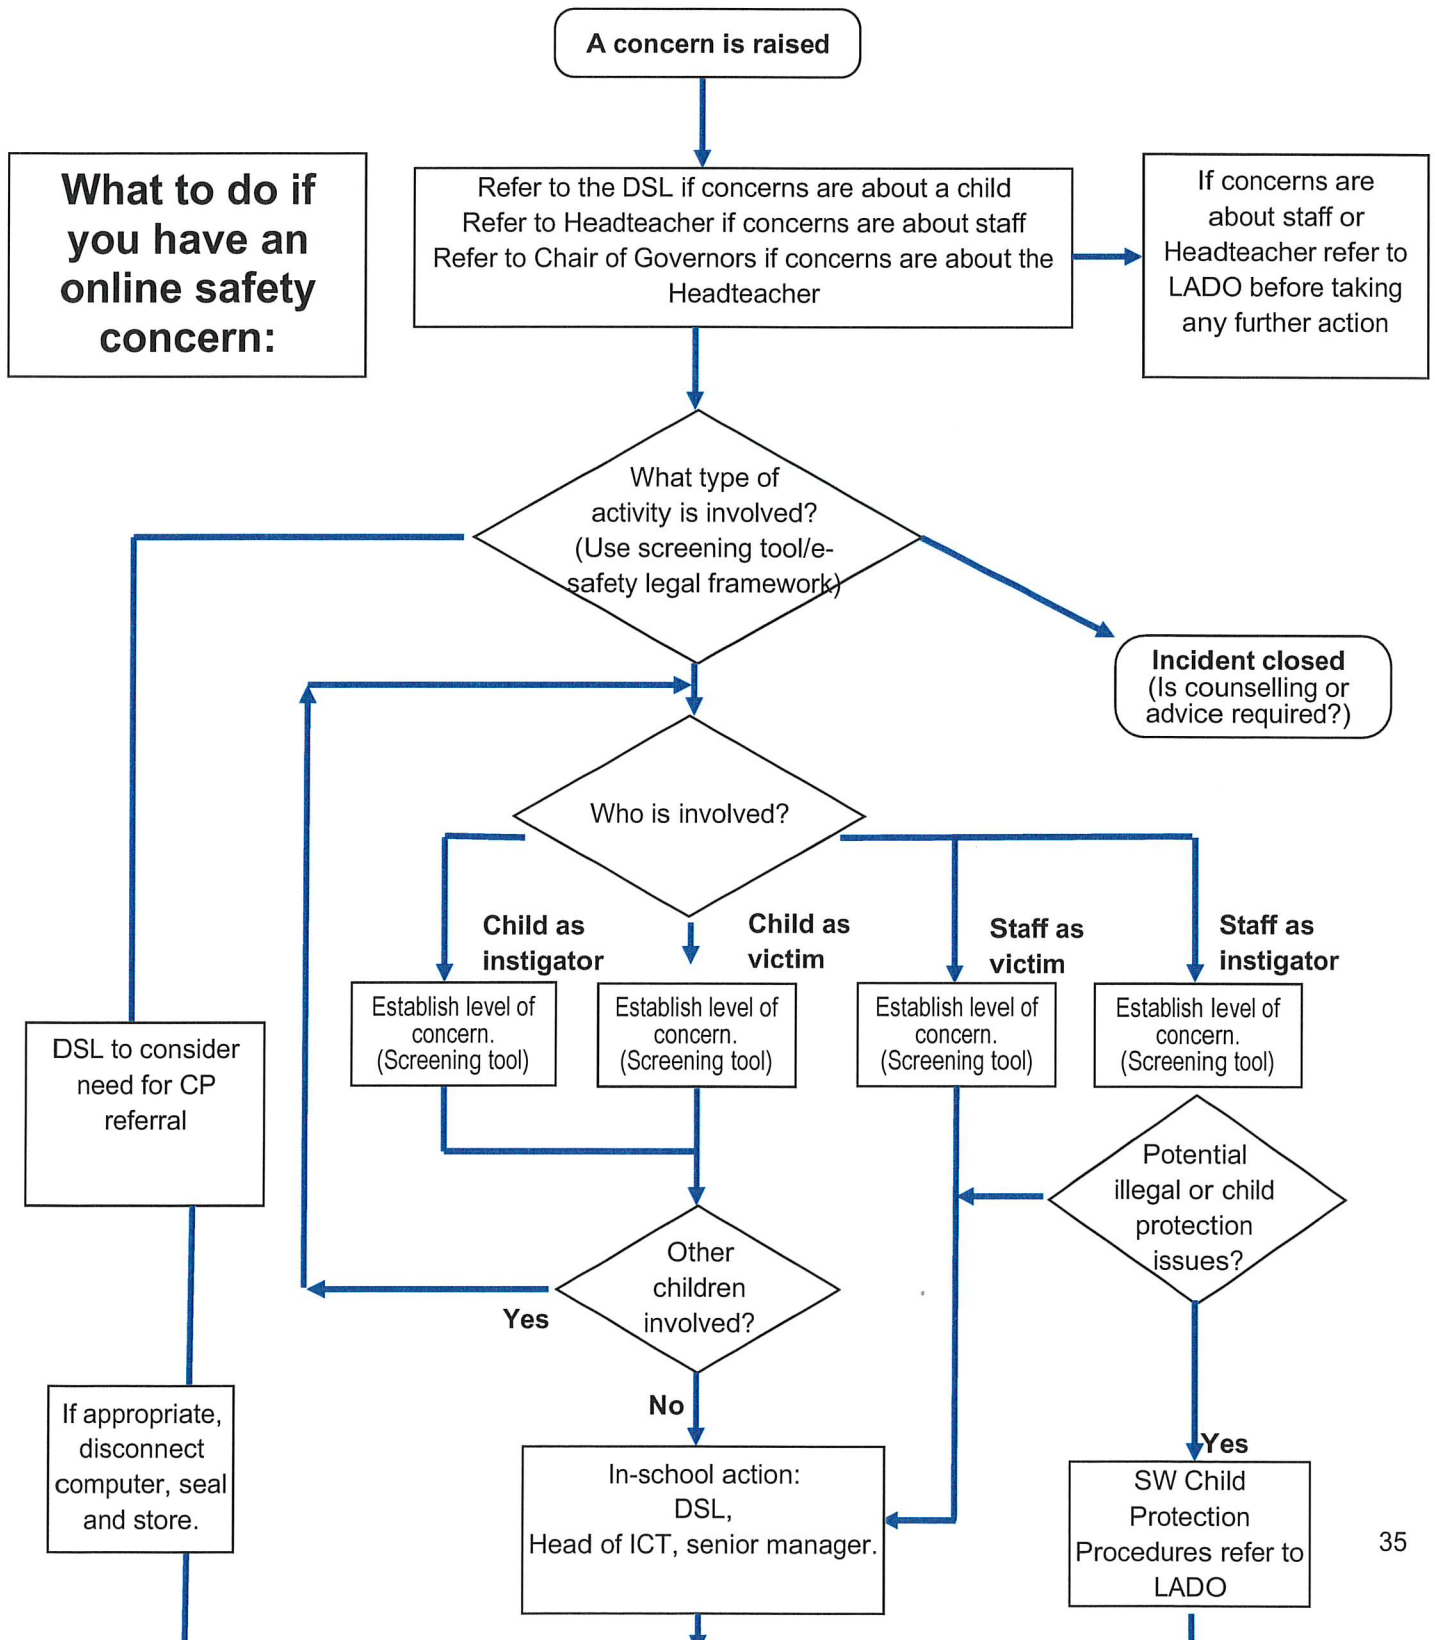 A concern is raised
What to do if
you have an
online safety
concern:
Refer to the DSL if concerns are about a child
Refer to Headteacher if concerns are about staff
Refer to Chair of Governors if concerns are about the
Headteacher
If concerns are
about staff or
Headteacher refer to
LADO before taking
any further action
What type of
activity is involved?
(Use screening tool/e-
safety legal framework)
Incident closed
(Is counselling or
advice required?)
Who is involved?
Child as
instigator
Child as
victim
Staff as
victim
Staff as
instigator
Establish level of
concern.
(Screening tool)
Establish level of
concern.
(Screening tool)
Establish level of
concern.
(Screening tool)
Establish level of
concern.
(Screening tool)
DSL to consider
need for CP
referral
Potential
illegal or child
protection
issues?
Other
children
involved?
Yes
No
If appropriate,
disconnect
computer, seal
and store.
In-school action:
DSL,
Head of ICT, senior manager.
Yes
SW Child
Protection
Procedures refer to
LADO
35